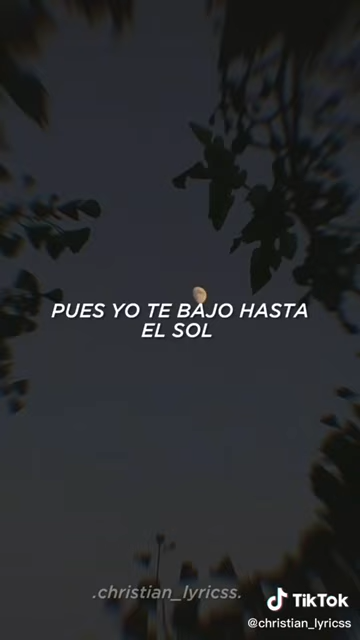 PUES YO TE BAJO HASTA
EL SOL
.christian_lyricss.
TikTok
@christian_lyricss